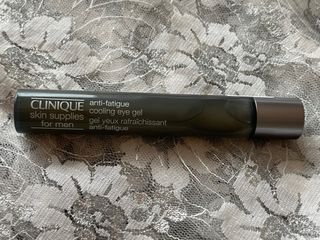 CLINIQUE
skin supplies
for men
anti-fatigue
cooling eye gel
gel yeux rafraîchissant
anti-fatigue